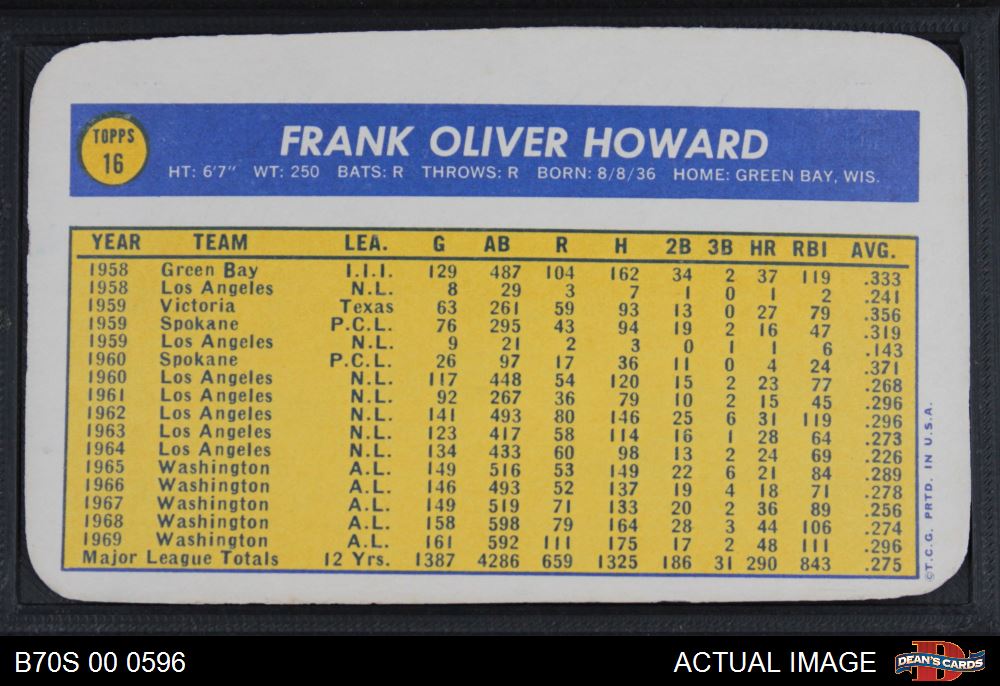 TOPPS
16
FRANK OLIVER HOWARD
HT: 6'7" WT: 250 BATS: R THROWS: R BORN: 8/8/36 HOME: GREEN BAY, WIS.
YEAR TEAM LEA. G AB R H 2B 3B HR RBI AVG.
1958 Green Bay I.I.I. 129 487 104 162 34 2 37 119 .333
1958 Los Angeles N.L. 8 29 3 7 1 0 1 2 .241
1959 Victoria Texas 63 261 59 93 13 0 27 79 .356
1959 Spokane P.C.L. 76 295 43 94 19 2 16 47 .319
1959 Los Angeles N.L. 9 21 2 3 0 1 1 6 .143
1960 Spokane P.C.L. 26 97 17 36 11 0 4 24 .371
1960 Los Angeles N.L. 117 448 54 120 15 2 23 77 .268
1961 Los Angeles N.L. 92 267 36 79 10 2 15 45 .296
1962 Los Angeles N.L. 141 493 80 146 25 6 31 119 .296
1963 Los Angeles N.L. 123 417 58 114 16 1 28 64 .273
1964 Los Angeles N.L. 134 433 60 98 13 2 24 69 .226
1965 Washington A.L. 149 516 53 149 22 6 21 84 .289
1966 Washington A.L. 146 493 52 137 19 4 18 71 .278
1967 Washington A.L. 149 519 71 133 20 2 36 89 .256
1968 Washington A.L. 158 598 79 164 28 3 44 106 .274
1969 Washington A.L. 161 592 111 175 17 2 48 111 .296
Major League Totals 12 Yrs. 1387 4286 659 1325 186 31 290 843 .275
©T.C.G. PRTD. IN U.S.A.
B70S 00 0596
ACTUAL IMAGE
DEAN'S CARDS